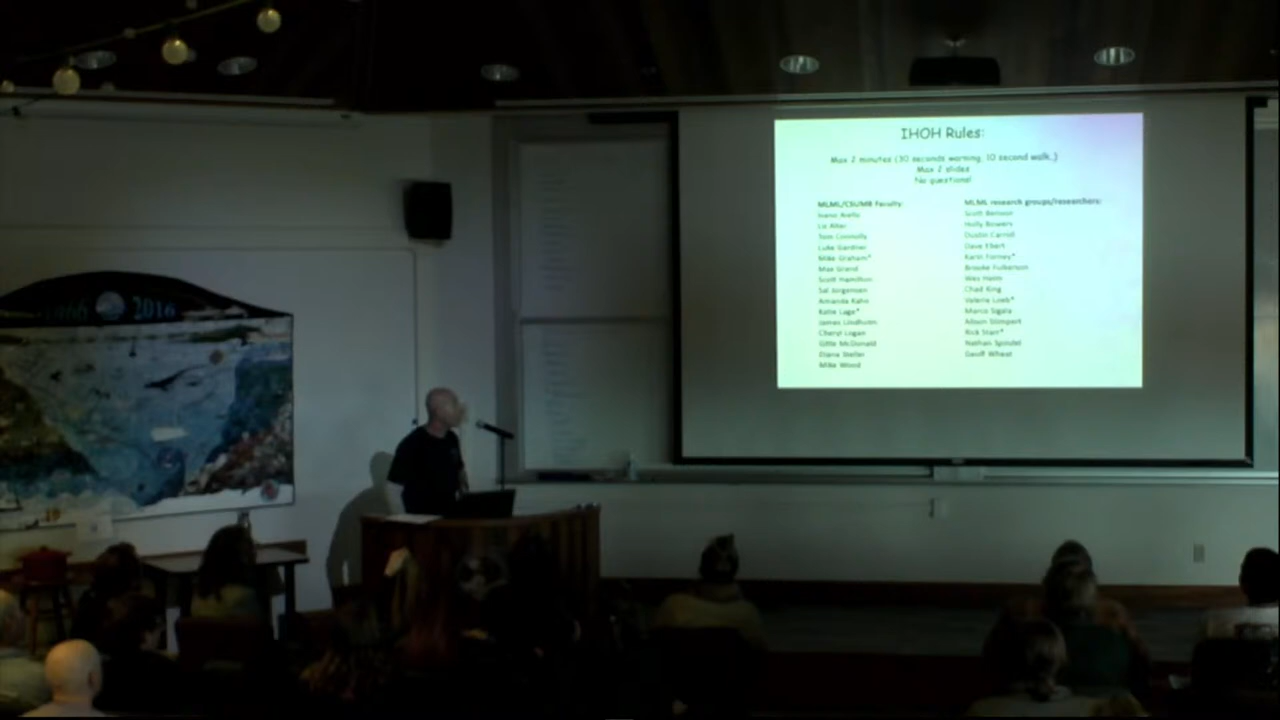 IHOH Rules:
Max 2 minutes (30 seconds warning, 10 second walk.)
Max 2 slides
No questions!
MLML/CSUMB Faculty:
Ivano Aiello
Liz Alter
Tom Connolly
Luke Gardner
Mike Graham*
Max Grand
Scott Hamilton
Sal Jorgensen
Amanda Kahn
Katie Lage*
James Lindholm
Cheryl Logan
Gitte McDonald
Diana Steller
Mike Wood
MLML research groups/researchers:
Scott Benson
Holly Bowers
Dustin Carroll
Dave Ebert
Karin Forney*
Brooke Fulkerson
Wes Heim
Chad King
Valerie Loeb*
Marco Sigala
Alison Stimpert
Rick Starr*
Nathan Spindel
Geoff Wheat
1966 2016